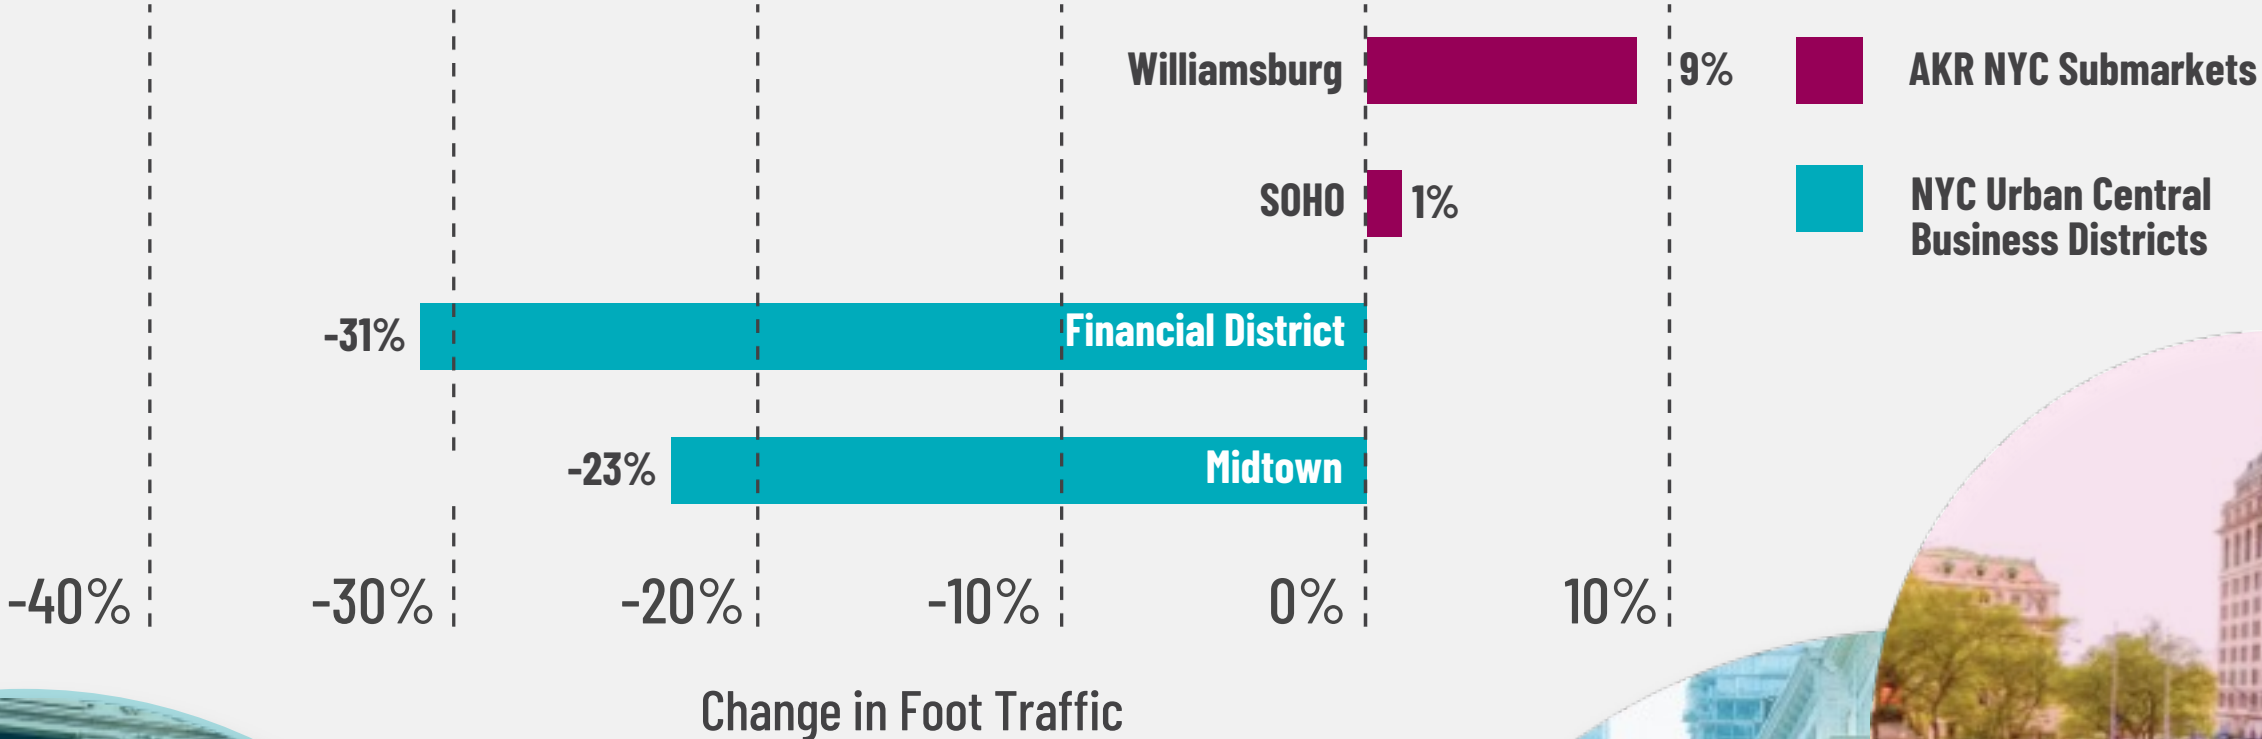 Williamsburg
9%
AKR NYC Submarkets
SOHO
1%
NYC Urban Central
Business Districts
-31%
Financial District
-23%
Midtown
-40%
-30%
-20%
-10%
0%
10%
Change in Foot Traffic